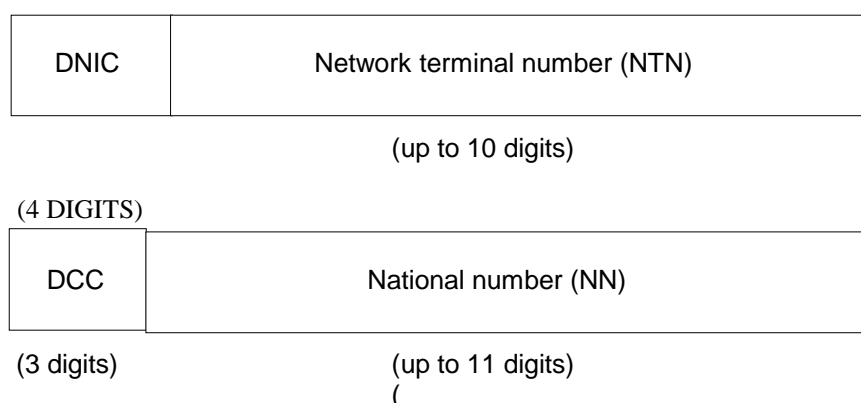 DNIC Network terminal number (NTN)
(up to 10 digits)
(4 DIGITS)
DCC National number (NN)
(3 digits) (up to 11 digits)
(